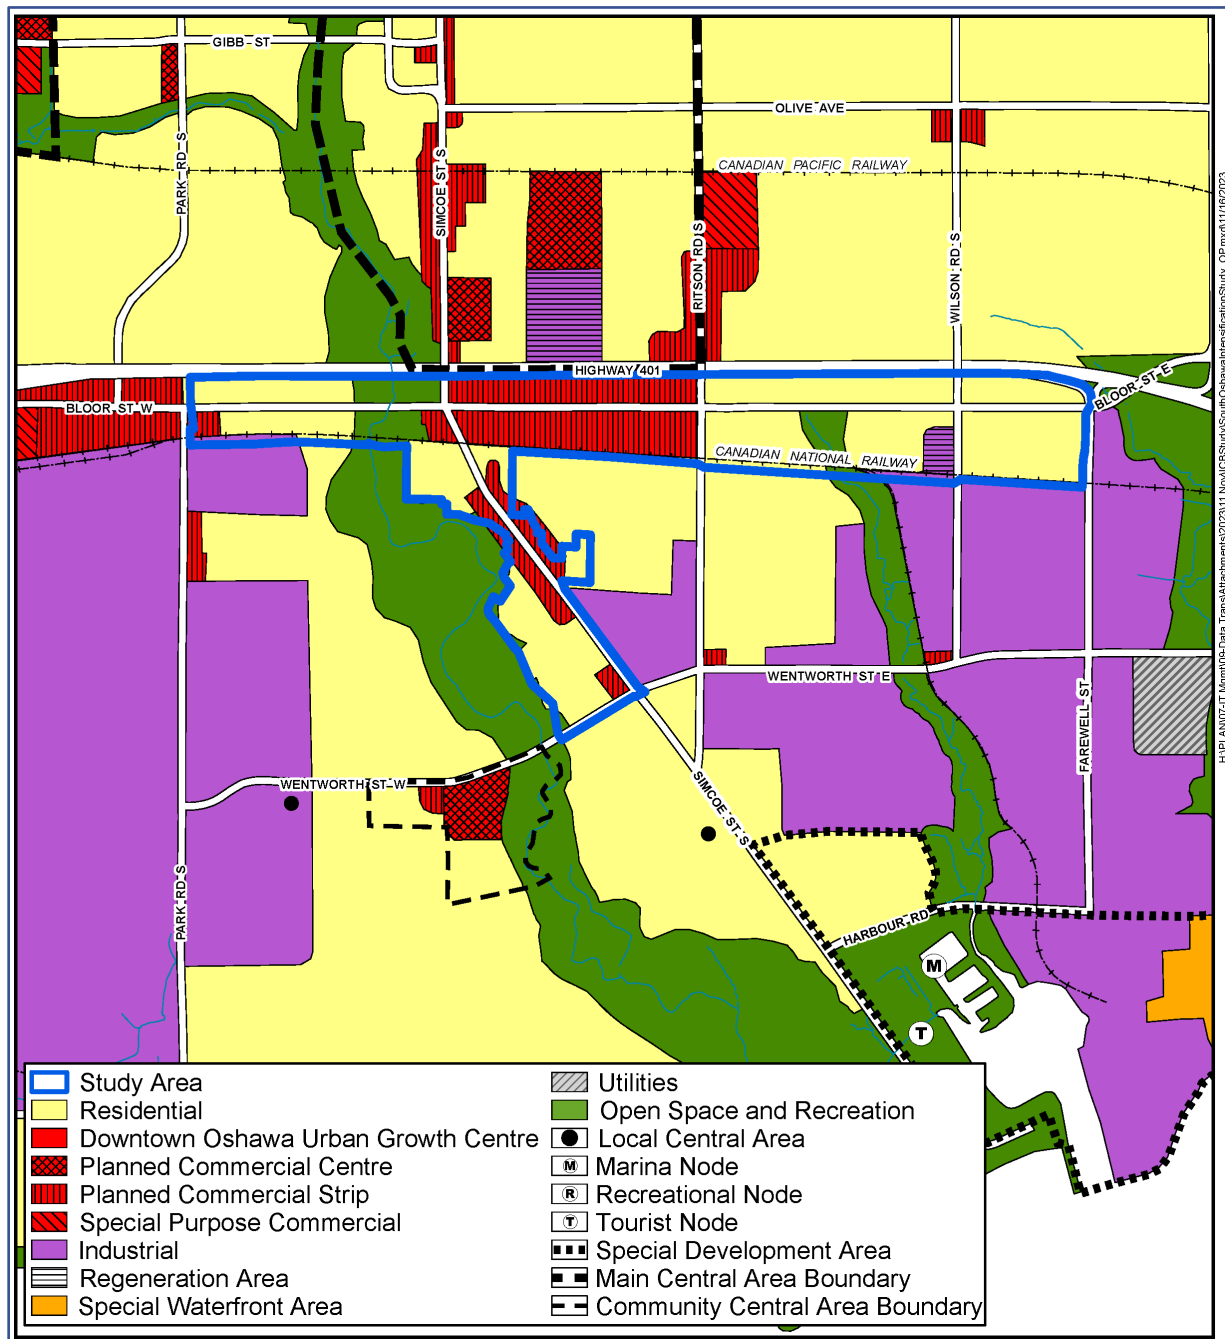 GIBB ST
OLIVE AVE
CANADIAN PACIFIC RAILWAY
PARK RD S
SIMCOE ST S
RITSON RD S
WILSON RD S
HIGHWAY 401
BLOOR ST W
BLOOR ST E
CANADIAN NATIONAL RAILWAY
WENTWORTH ST E
FAREWELL ST
WENTWORTH ST W
SIMCOE ST S
PARK RD S
HARBOUR RD
M
T
Study Area
Residential
Downtown Oshawa Urban Growth Centre
Planned Commercial Centre
Planned Commercial Strip
Special Purpose Commercial
Industrial
Regeneration Area
Special Waterfront Area
Utilities
Open Space and Recreation
Local Central Area
M Marina Node
R Recreational Node
T Tourist Node
Special Development Area
Main Central Area Boundary
Community Central Area Boundary